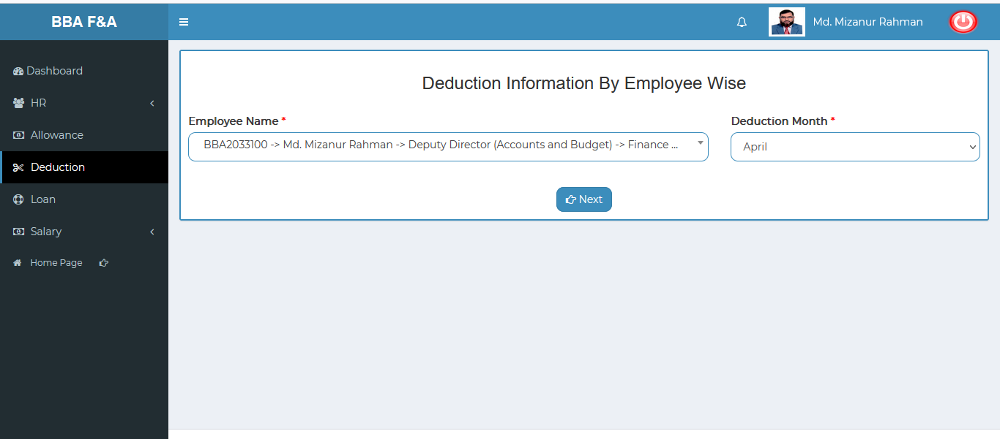 BBA F&A
Md. Mizanur Rahman
Dashboard
HR
Allowance
Deduction
Loan
Salary
Home Page
Deduction Information By Employee Wise
Employee Name *
Deduction Month *
BBA2033100 -> Md. Mizanur Rahman -> Deputy Director (Accounts and Budget) -> Finance ...
April
Next